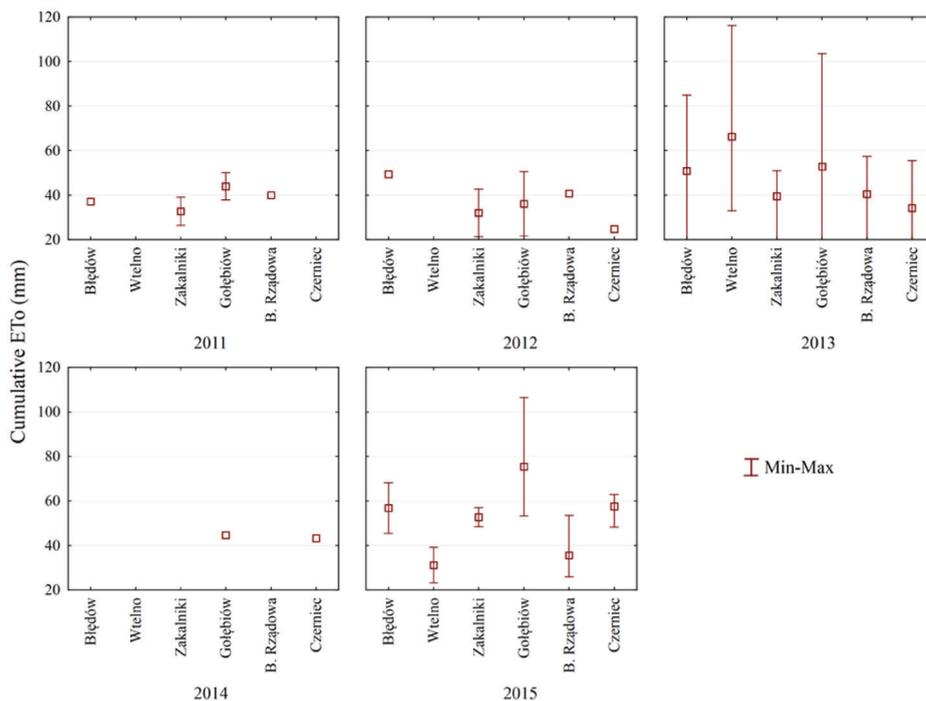 Cumulative ETo (mm)
120
100
80
60
40
20
Błędów
Wtelno
Zakalniki
Gołębiów
B. Rządowa
Czerniec
2011
Błędów
Wtelno
Zakalniki
Gołębiów
B. Rządowa
Czerniec
2012
Błędów
Wtelno
Zakalniki
Gołębiów
B. Rządowa
Czerniec
2013
120
100
80
60
40
20
Błędów
Wtelno
Zakalniki
Gołębiów
B. Rządowa
Czerniec
2014
Błędów
Wtelno
Zakalniki
Gołębiów
B. Rządowa
Czerniec
2015
Min-Max